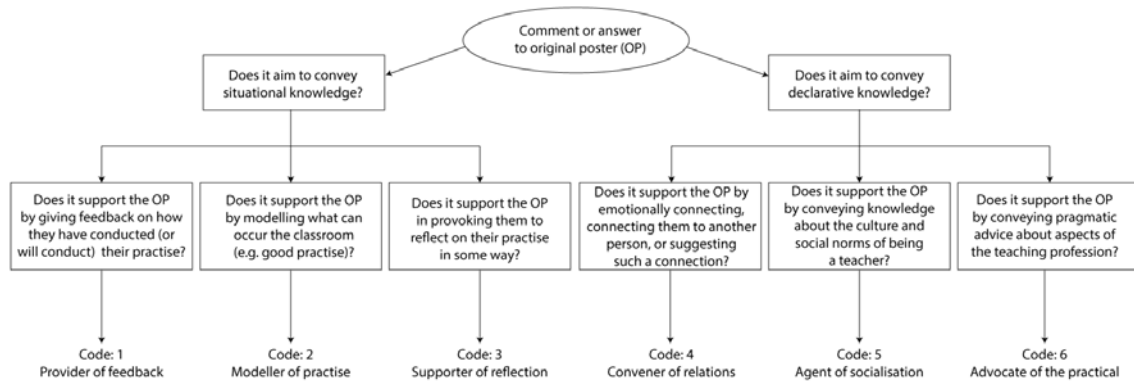 Comment or answer
to original poster (OP)
Does it aim to convey
situational knowledge?
Does it aim to convey
declarative knowledge?
Does it support the OP
by giving feedback on how
they have conducted (or
will conduct) their practise?
Does it support the OP
by modelling what can
occur the classroom
(e.g. good practise)?
Does it support the OP
in provoking them to
reflect on their practise
in some way?
Does it support the OP by
emotionally connecting,
connecting them to another
person, or suggesting
such a connection?
Does it support the OP
by conveying knowledge
about the culture and
social norms of being
a teacher?
Does it support the OP
by conveying pragmatic
advice about aspects of
the teaching profession?
Code: 1
Provider of feedback
Code: 2
Modeller of practise
Code: 3
Supporter of reflection
Code: 4
Convener of relations
Code: 5
Agent of socialisation
Code: 6
Advocate of the practical